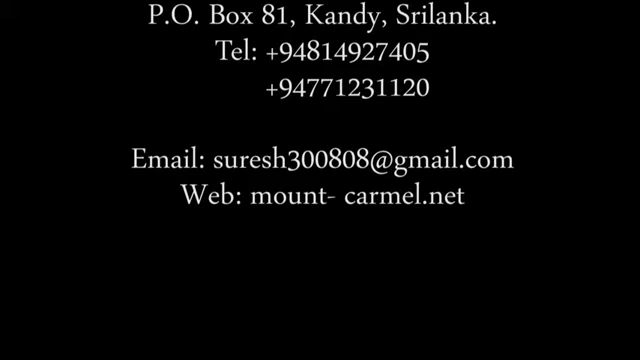 P.O. Box 81, Kandy, Srilanka.
Tel: +94814927405
+94771231120
Email: suresh300808@gmail.com
Web: mount- carmel.net